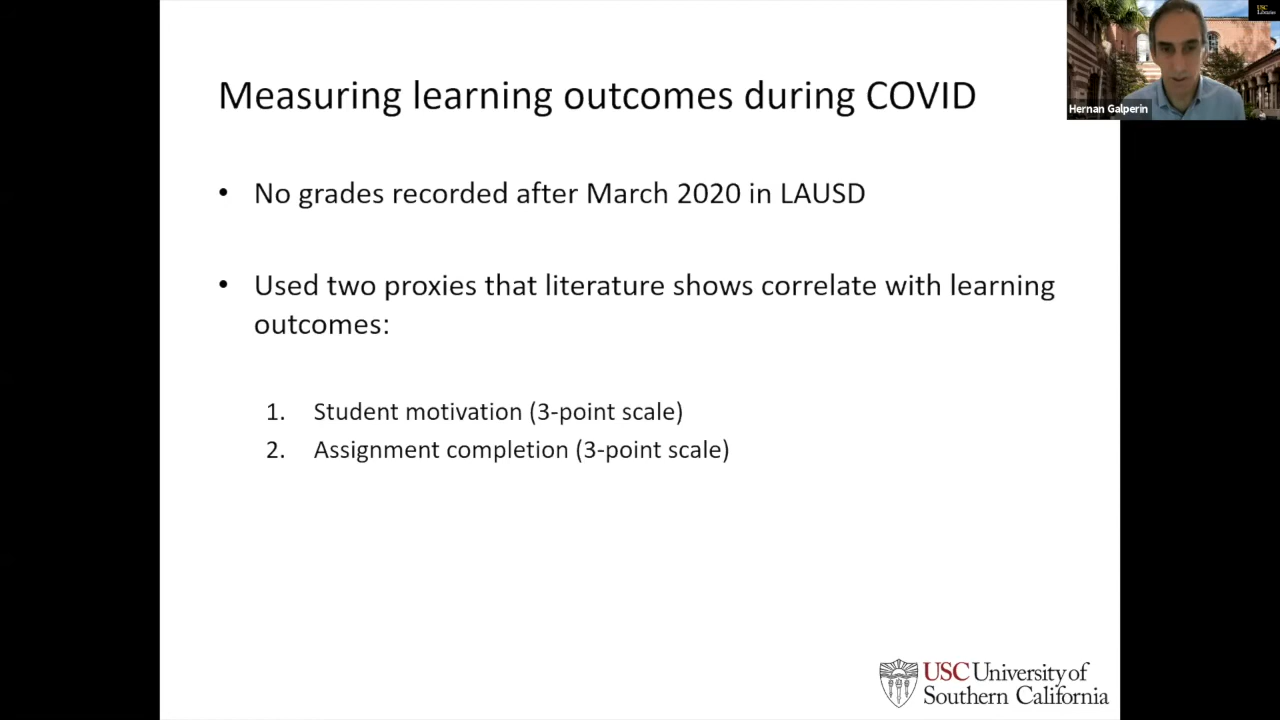 USC
Libraries
Hernan Galperin
Measuring learning outcomes during COVID
• No grades recorded after March 2020 in LAUSD
• Used two proxies that literature shows correlate with learning
outcomes:
1. Student motivation (3-point scale)
2. Assignment completion (3-point scale)
USC University of
Southern California